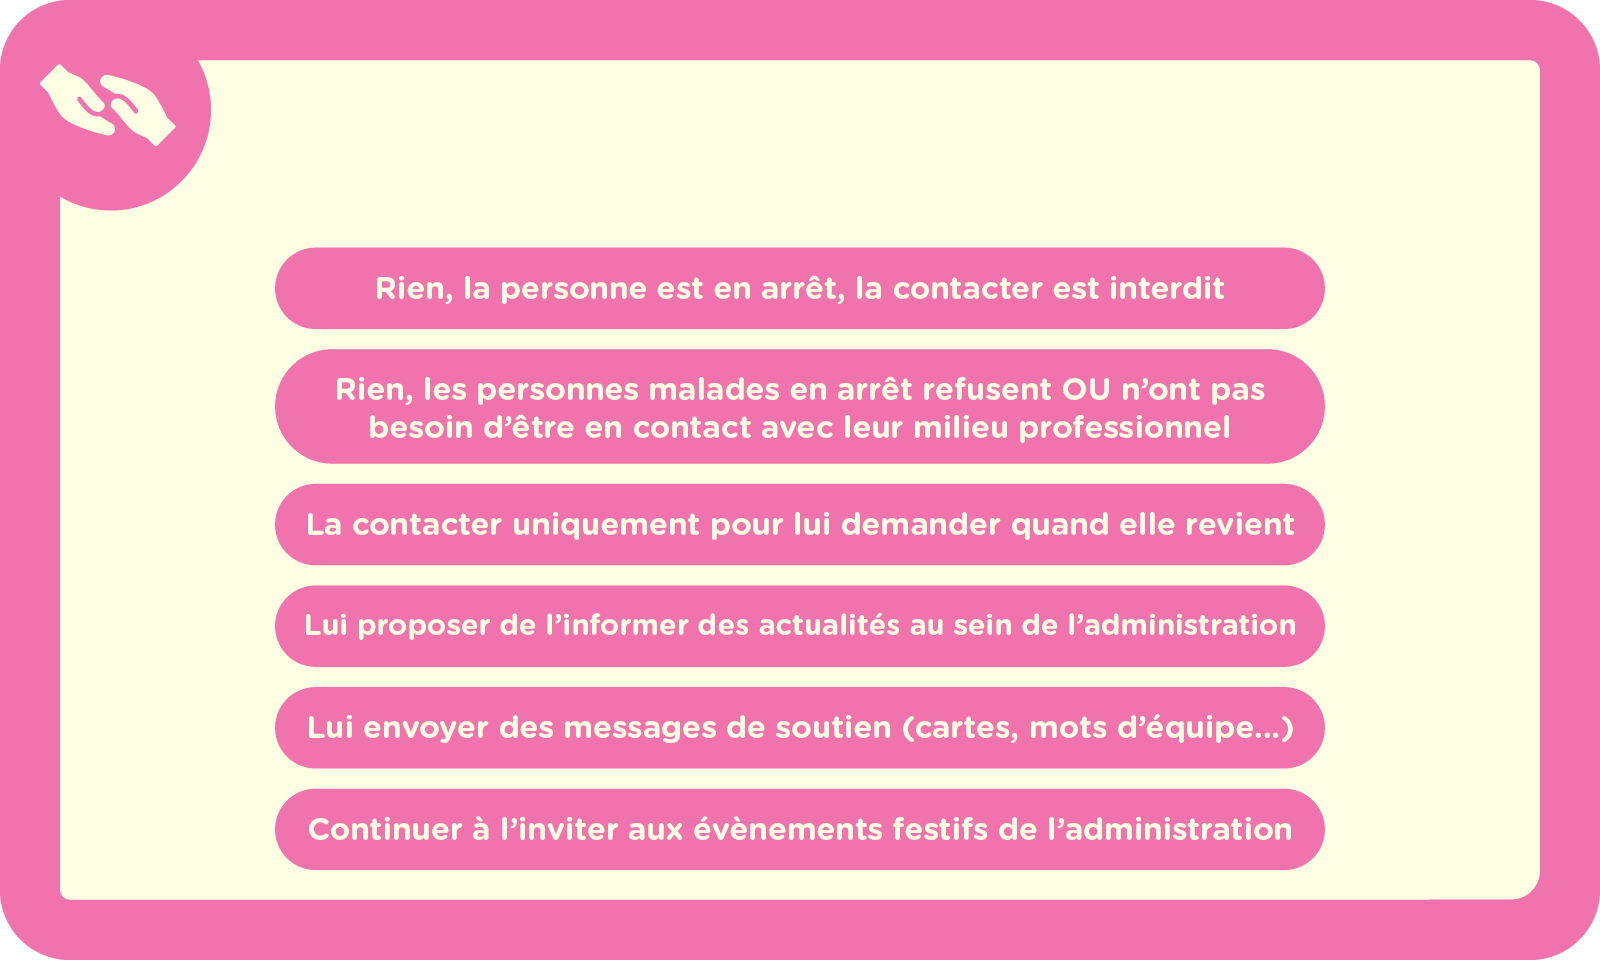 Rien, la personne est en arrêt, la contacter est interdit
Rien, les personnes malades en arrêt refusent OU n’ont pas
besoin d’être en contact avec leur milieu professionnel
La contacter uniquement pour lui demander quand elle revient
Lui proposer de l’informer des actualités au sein de l’administration
Lui envoyer des messages de soutien (cartes, mots d’équipe...)
Continuer à l’inviter aux évènements festifs de l’administration